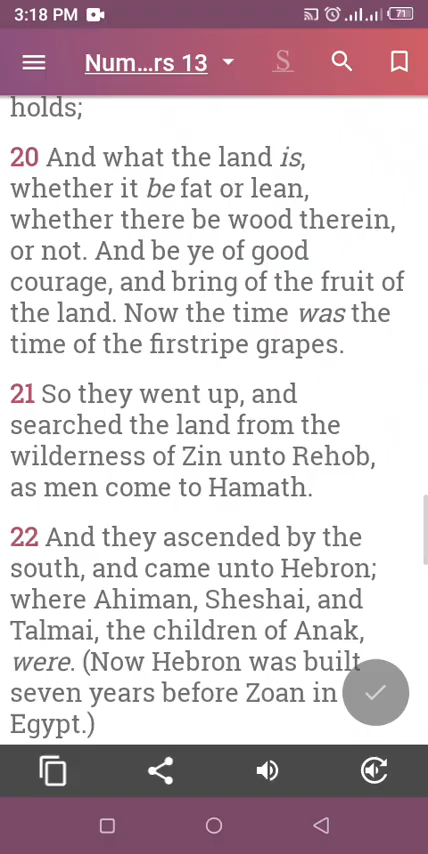 3:18 PM
71
Num...rs 13
S
holds;
20 And what the land is,
whether it be fat or lean,
whether there be wood therein,
or not. And be ye of good
courage, and bring of the fruit of
the land. Now the time was the
time of the firstripe grapes.
21 So they went up, and
searched the land from the
wilderness of Zin unto Rehob,
as men come to Hamath.
22 And they ascended by the
south, and came unto Hebron;
where Ahiman, Sheshai, and
Talmai, the children of Anak,
were. (Now Hebron was built
seven years before Zoan in
Egypt.)